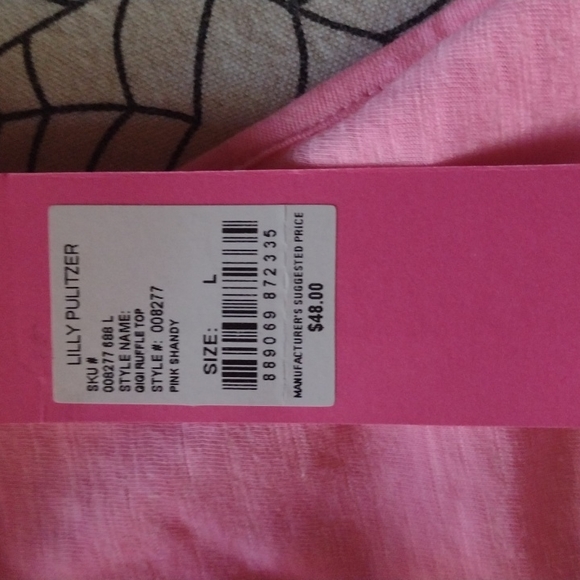 LILLY PULITZER
SKU #
008277 688 L
STYLE NAME:
QIQI RUFFLE TOP
STYLE #: 008277
PINK SHANDY
SIZE: L
889069 872335
MANUFACTURER'S SUGGESTED PRICE
$48.00